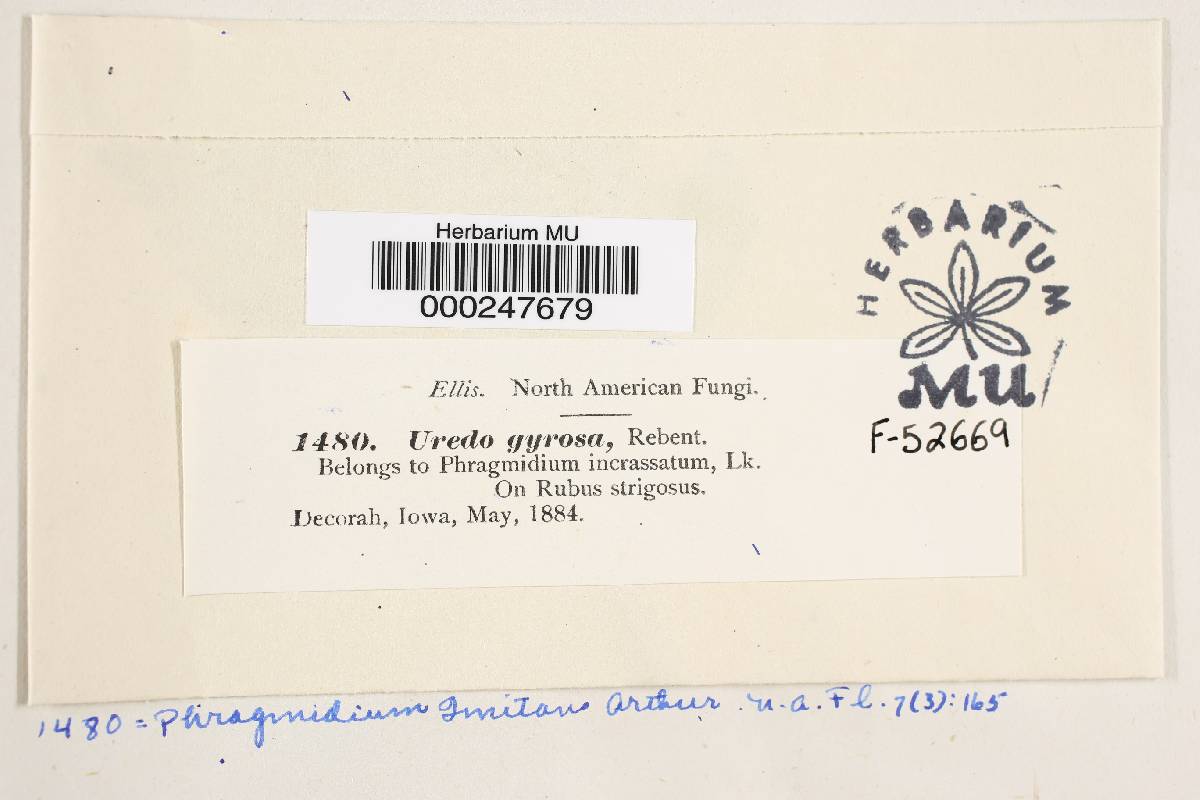 Herbarium MU
000247679
HERBARIUM
MU
F-52669
Ellis. North American Fungi.
1480. Uredo gyrosa, Rebent.
Belongs to Phragmidium incrassatum, Lk.
On Rubus strigosus.
Decorah, Iowa, May, 1884.
1480 = Phragmidium Imitans Arthur. N.A.Fl. 7(3):165